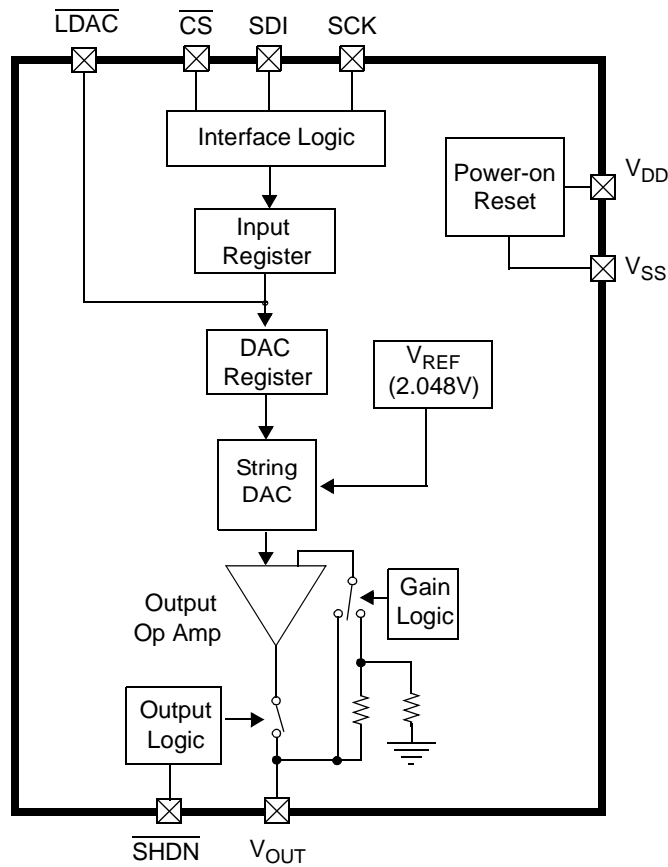 LDAC CS SDI SCK
Interface Logic
Power-on
Reset
VDD
Input
Register
VSS
DAC
Register
VREF
(2.048V)
String
DAC
Output
Op Amp
Gain
Logic
Output
Logic
SHDN VOUT